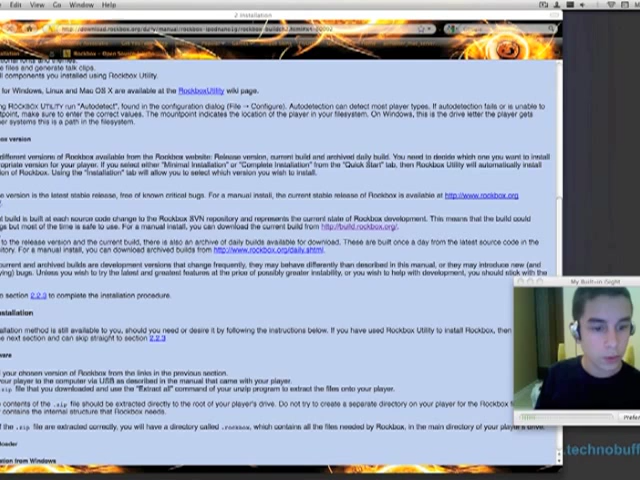 Edit View Go Window Help
2 Installation
e files and generate talk clips.
ll components you installed using Rockbox Utility.
for Windows, Linux and Mac OS X are available at the RockboxUtility wiki page.
ng ROCKBOX UTILITY run "Autodetect", found in the configuration dialog (File → Configure). Autodetection can detect most player types. If autodetection fails or is unable to
tpoint, make sure to enter the correct values. The mountpoint indicates the location of the player in your filesystem. On Windows, this is the drive letter the player gets
er systems this is a path in the filesystem.
ox version
different versions of Rockbox available from the Rockbox website: Release version, current build and archived daily build. You need to decide which one you want to install
opriate version for your player. If you select either "Minimal Installation" or "Complete Installation" from the "Quick Start" tab, then Rockbox Utility will automatically install
ion of Rockbox. Using the "Installation" tab will allow you to select which version you wish to install.
e version is the latest stable release, free of known critical bugs. For a manual install, the current stable release of Rockbox is available at http://www.rockbox.org
t build is built at each source code change to the Rockbox SVN repository and represents the current state of Rockbox development. This means that the build could
gs but most of the time is safe to use. For a manual install, you can download the current build from http://build.rockbox.org/.
to the release version and the current build, there is also an archive of daily builds available for download. These are built once a day from the latest source code in the
itory. For a manual install, you can download archived builds from http://www.rockbox.org/daily.shtml.
current and archived builds are development versions that change frequently, they may behave differently than described in this manual, or they may introduce new (and
ying) bugs. Unless you wish to try the latest and greatest features at the price of possibly greater instability, or you wish to help with development, you should stick with the
o section 2.2.3 to complete the installation procedure.
nstallation
allation method is still available to you, should you need or desire it by following the instructions below. If you have used Rockbox Utility to install Rockbox, then
the next section and can skip straight to section 2.2.3
ware
d your chosen version of Rockbox from the links in the previous section.
your player to the computer via USB as described in the manual that came with your player.
.zip file that you downloaded and use the "Extract all" command of your unzip program to extract the files onto your player.
e contents of the .zip file should be extracted directly to the root of your player's drive. Do not try to create a separate directory on your player for the Rockbox
contains the internal structure that Rockbox needs.
f the .zip file are extracted correctly, you will have a directory called .rockbox, which contains all the files needed by Rockbox, in the main directory of your player's drive.
loader
ation from Windows
My Built-in iSight
Prefer
.technobuff